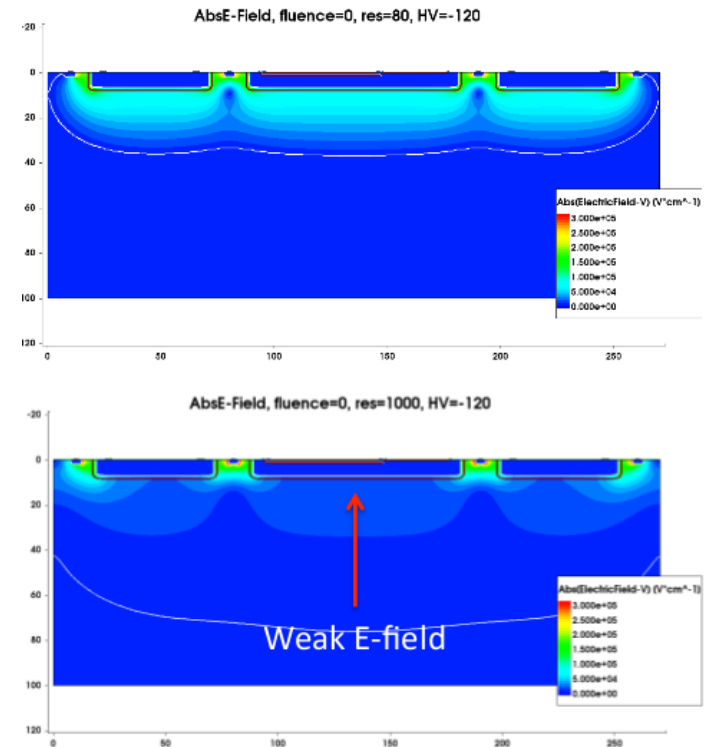 AbsE-Field, fluence=0, res=80, HV=-120
-20
0
20
40
60
80
100
120
0 50 100 150 200 250
Abs(ElectricField-V) (V*cm^-1)
3.000e+05
2.500e+05
2.000e+05
1.500e+05
1.000e+05
5.000e+04
0.000e+00
AbsE-Field, fluence=0, res=1000, HV=-120
-20
0
20
40
60
80
100
120
0 50 100 150 200 250
Weak E-field
Abs(ElectricField-V) (V*cm^-1)
3.000e+05
2.500e+05
2.000e+05
1.500e+05
1.000e+05
5.000e+04
0.000e+00